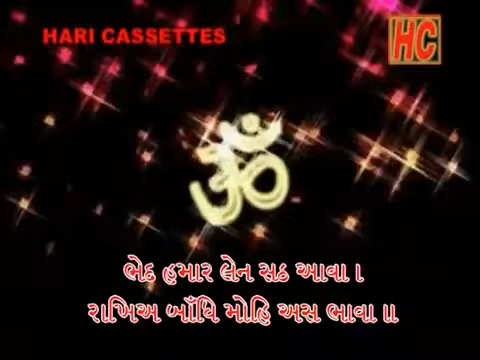 HARI CASSETTES
HC
ૐ
ભેદ હમાર લેન સઠ આવા ।
રાખિઅ બાઁધિ મોહિ અસ ભાવા ॥